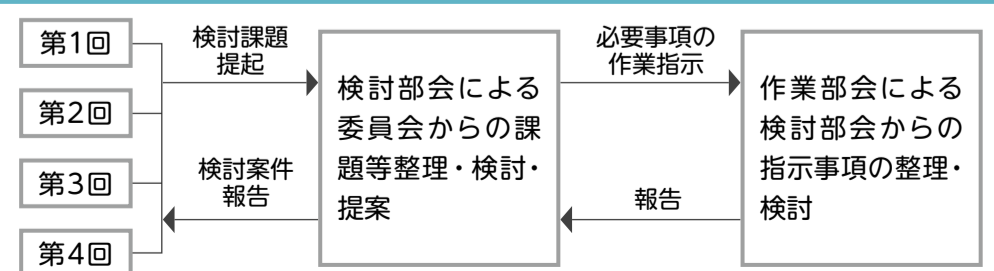 第1回
第2回
第3回
第4回
検討課題
提起
検討案件
報告
検討部会による
委員会からの課
題等整理・検討・
提案
必要事項の
作業指示
報告
作業部会による
検討部会からの
指示事項の整理・
検討